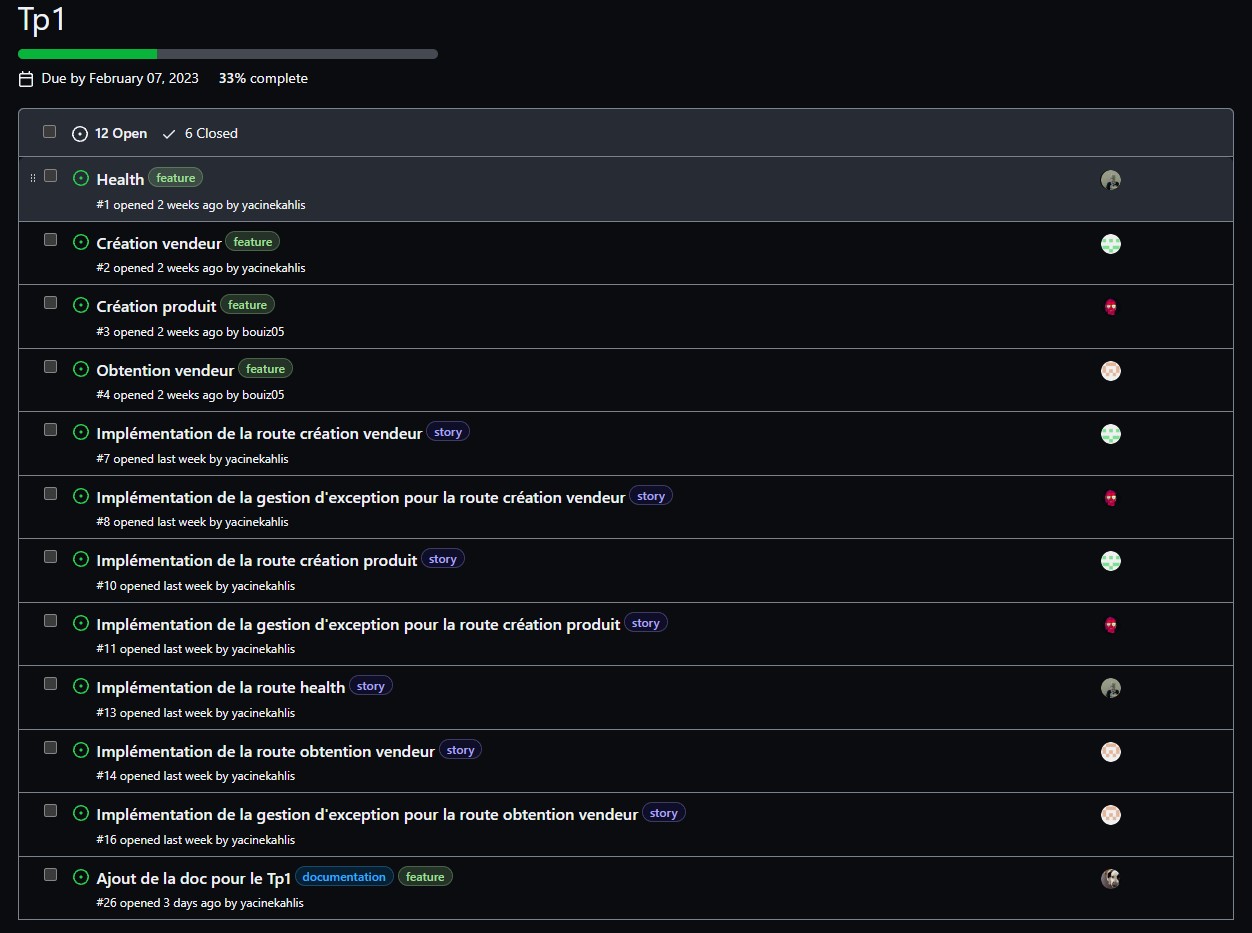 Tp1
Due by February 07, 2023 33% complete
12 Open 6 Closed
Health feature
#1 opened 2 weeks ago by yacinekahlis
Création vendeur feature
#2 opened 2 weeks ago by yacinekahlis
Création produit feature
#3 opened 2 weeks ago by bouiz05
Obtention vendeur feature
#4 opened 2 weeks ago by bouiz05
Implémentation de la route création vendeur story
#7 opened last week by yacinekahlis
Implémentation de la gestion d'exception pour la route création vendeur story
#8 opened last week by yacinekahlis
Implémentation de la route création produit story
#10 opened last week by yacinekahlis
Implémentation de la gestion d'exception pour la route création produit story
#11 opened last week by yacinekahlis
Implémentation de la route health story
#13 opened last week by yacinekahlis
Implémentation de la route obtention vendeur story
#14 opened last week by yacinekahlis
Implémentation de la gestion d'exception pour la route obtention vendeur story
#16 opened last week by yacinekahlis
Ajout de la doc pour le Tp1 documentation feature
#26 opened 3 days ago by yacinekahlis